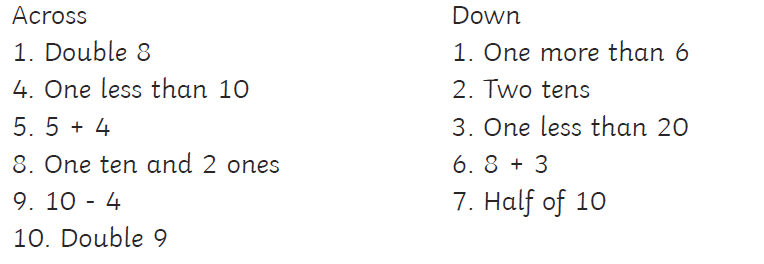 Across
1. Double 8
4. One less than 10
5. 5 + 4
8. One ten and 2 ones
9. 10 - 4
10. Double 9
Down
1. One more than 6
2. Two tens
3. One less than 20
6. 8 + 3
7. Half of 10